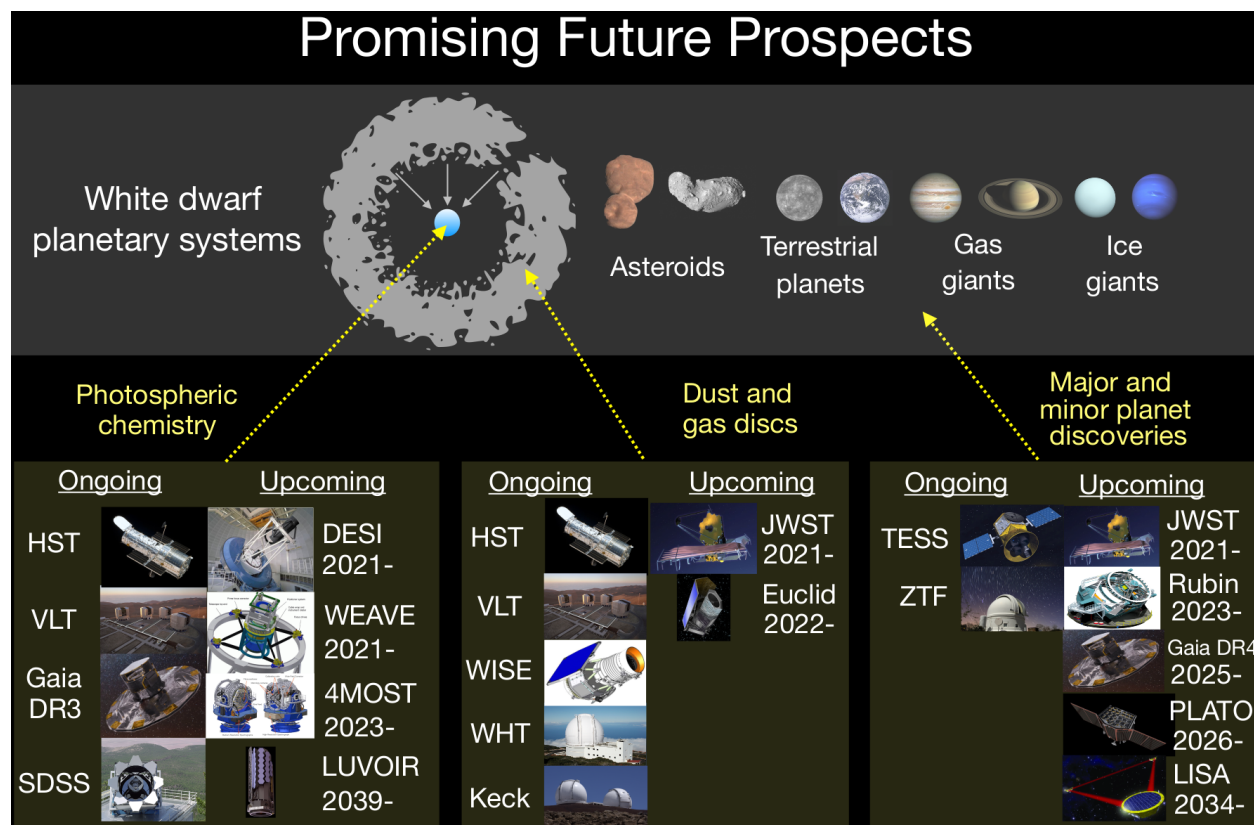 Promising Future Prospects
White dwarf
planetary systems
Asteroids
Terrestrial
planets
Gas
giants
Ice
giants
Photospheric
chemistry
Dust and
gas discs
Major and
minor planet
discoveries
Ongoing
Upcoming
HST
DESI
2021-
VLT
WEAVE
2021-
Gaia
DR3
4MOST
2023-
SDSS
LUVOIR
2039-
Ongoing
Upcoming
HST
JWST
2021-
VLT
Euclid
2022-
WISE
WHT
Keck
Ongoing
Upcoming
TESS
JWST
2021-
ZTF
Rubin
2023-
Gaia DR4
2025-
PLATO
2026-
LISA
2034-